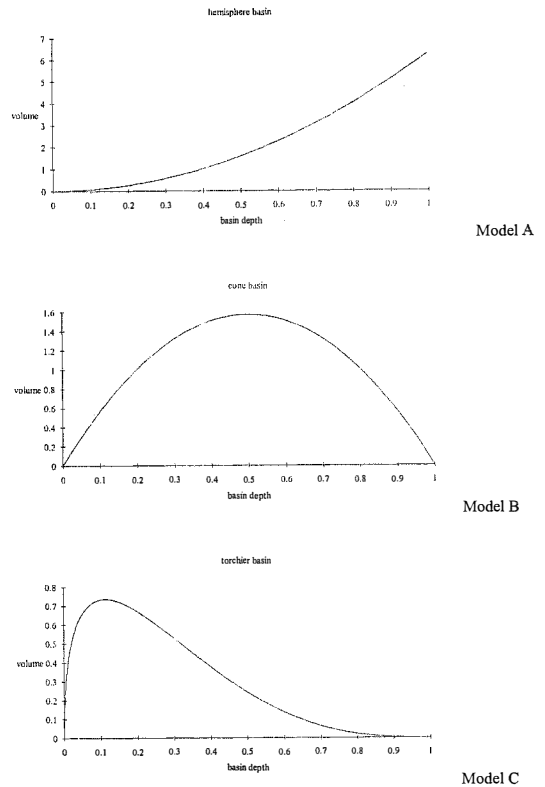 hemisphere basin
7
6
5
4
volume
3
2
1
0
0 0.1 0.2 0.3 0.4 0.5 0.6 0.7 0.8 0.9 1
basin depth
Model A
cone basin
1.6
1.4
1.2
1
volume 0.8
0.6
0.4
0.2
0
0 0.1 0.2 0.3 0.4 0.5 0.6 0.7 0.8 0.9 1
basin depth
Model B
torchier basin
0.8
0.7
0.6
0.5
volume 0.4
0.3
0.2
0.1
0
0 0.1 0.2 0.3 0.4 0.5 0.6 0.7 0.8 0.9 1
basin depth
Model C